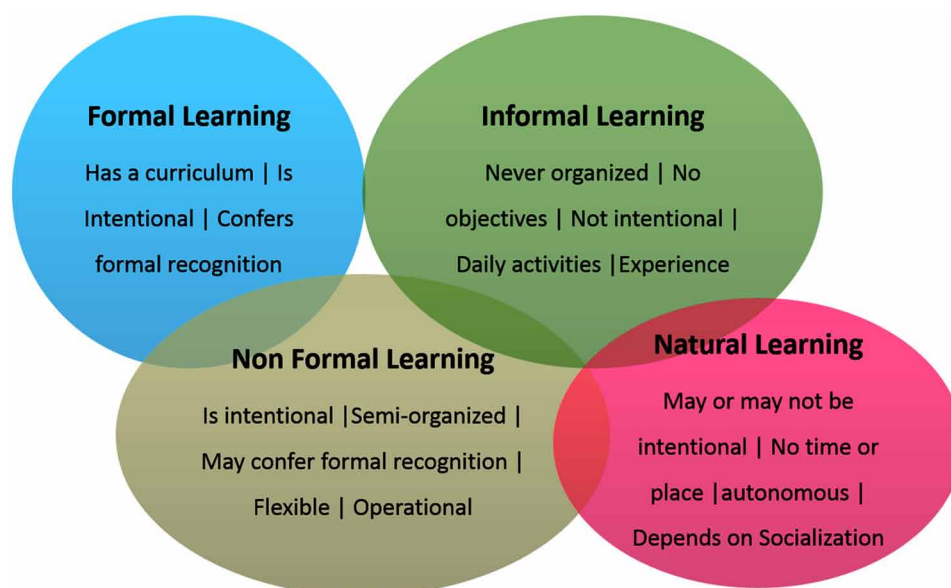 Formal Learning
Has a curriculum | Is
Intentional | Confers
formal recognition
Informal Learning
Never organized | No
objectives | Not intentional |
Daily activities |Experience
Non Formal Learning
Is intentional |Semi-organized |
May confer formal recognition |
Flexible | Operational
Natural Learning
May or may not be
intentional | No time or
place |autonomous |
Depends on Socialization